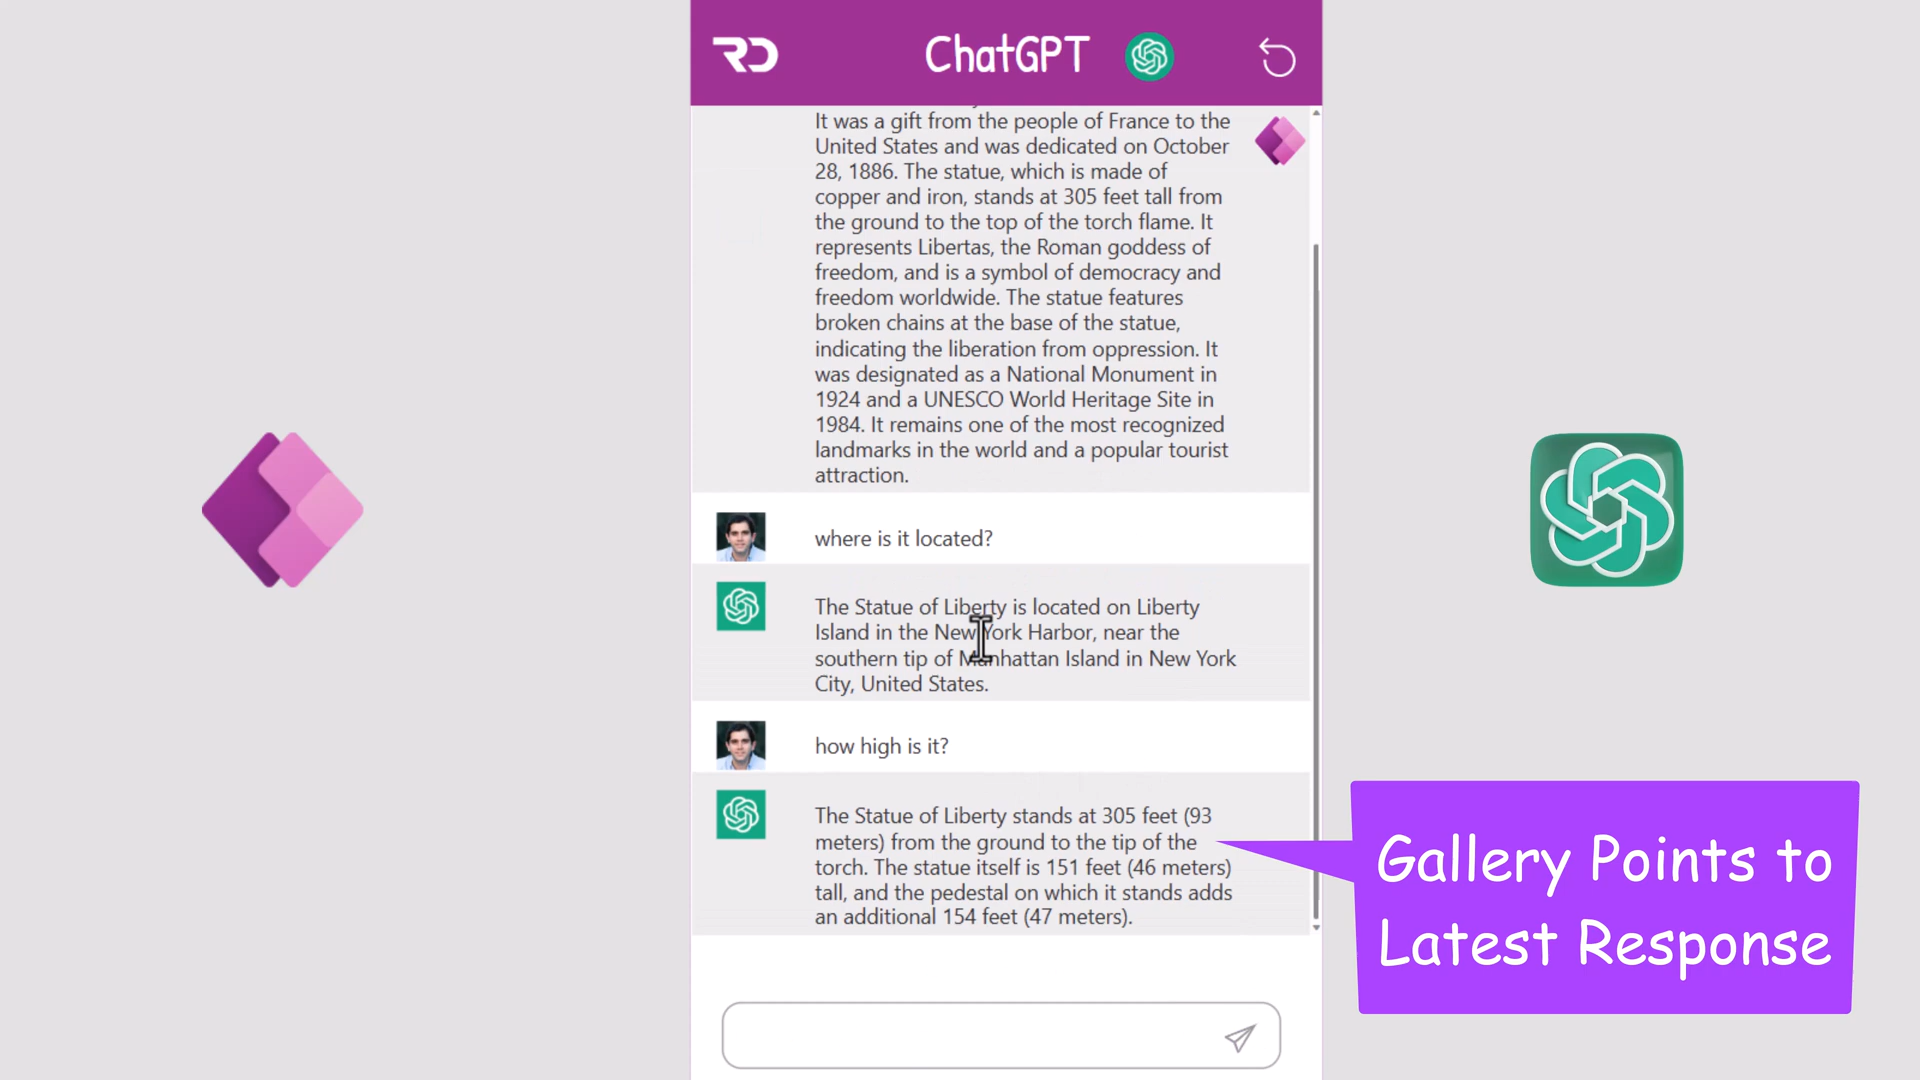 RD
ChatGPT
It was a gift from the people of France to the
United States and was dedicated on October
28, 1886. The statue, which is made of
copper and iron, stands at 305 feet tall from
the ground to the top of the torch flame. It
represents Libertas, the Roman goddess of
freedom, and is a symbol of democracy and
freedom worldwide. The statue features
broken chains at the base of the statue,
indicating the liberation from oppression. It
was designated as a National Monument in
1924 and a UNESCO World Heritage Site in
1984. It remains one of the most recognized
landmarks in the world and a popular tourist
attraction.
where is it located?
The Statue of Liberty is located on Liberty
Island in the New York Harbor, near the
southern tip of Manhattan Island in New York
City, United States.
how high is it?
The Statue of Liberty stands at 305 feet (93
meters) from the ground to the tip of the
torch. The statue itself is 151 feet (46 meters)
tall, and the pedestal on which it stands adds
an additional 154 feet (47 meters).
Gallery Points to
Latest Response